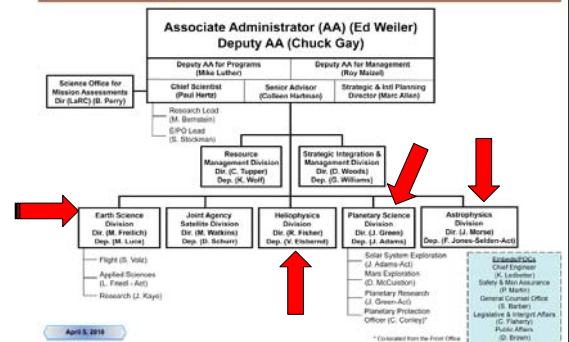 Associate Administrator (AA) (Ed Weiler)
Deputy AA (Chuck Gay)
Deputy AA for Programs
(Mike Luther)
Deputy AA for Management
(Roy Maizel)
Science Office for
Mission Assessments
Dir (LaRC) (B. Perry)
Chief Scientist
(Paul Hertz)
Senior Advisor
(Colleen Hartman)
Strategic & Intl Planning
Director (Marc Allen)
Research Lead
(M. Bernstein)
E/PO Lead
(S. Stockman)
Resource
Management Division
Dir. (C. Tupper)
Dep. (K. Wolf)
Strategic Integration &
Management Division
Dir. (D. Woods)
Dep. (G. Williams)
Earth Science
Division
Dir. (M. Freilich)
Dep. (M. Luce)
Joint Agency
Satellite Division
Dir. (M. Watkins)
Dep. (D. Schurr)
Heliophysics
Division
Dir. (R. Fisher)
Dep. (V. Elsbernd)
Planetary Science
Division
Dir. (J. Green)
Dep. (J. Adams)
Astrophysics
Division
Dir. (J. Morse)
Dep. (F. Jones-Selden-Act)
Flight (S. Volz)
Applied Sciences
(L. Friedl - Act)
Research (J. Kaye)
Solar System Exploration
(J. Adams-Act)
Mars Exploration
(D. McCuistion)
Planetary Research
(J. Green-Act)
Planetary Protection
Officer (C. Conley)*
Embeds/POCs
Chief Engineer
(K. Ledbetter)
Safety & Msn Assurance
(P. Martin)
General Counsel Office
(S. Barber)
Legislative & Intergvt Affairs
(C. Flaherty)
Public Affairs
(D. Brown)
April 5, 2010
* Co-located from the Front Office